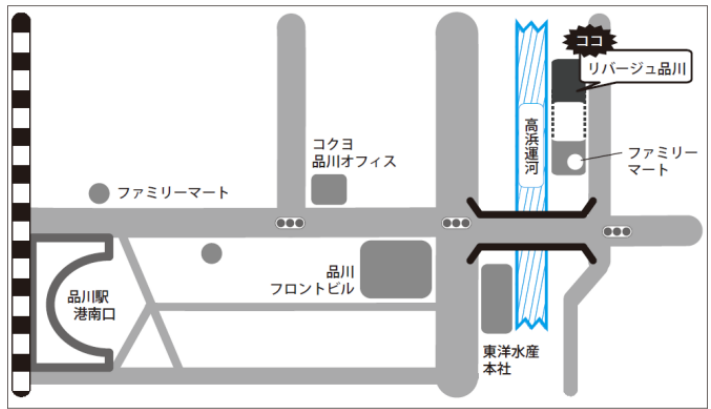 ココ
リバージュ品川
高浜運河
コクヨ
品川オフィス
ファミリー
マート
ファミリーマート
品川
フロントビル
品川駅
港南口
東洋水産
本社